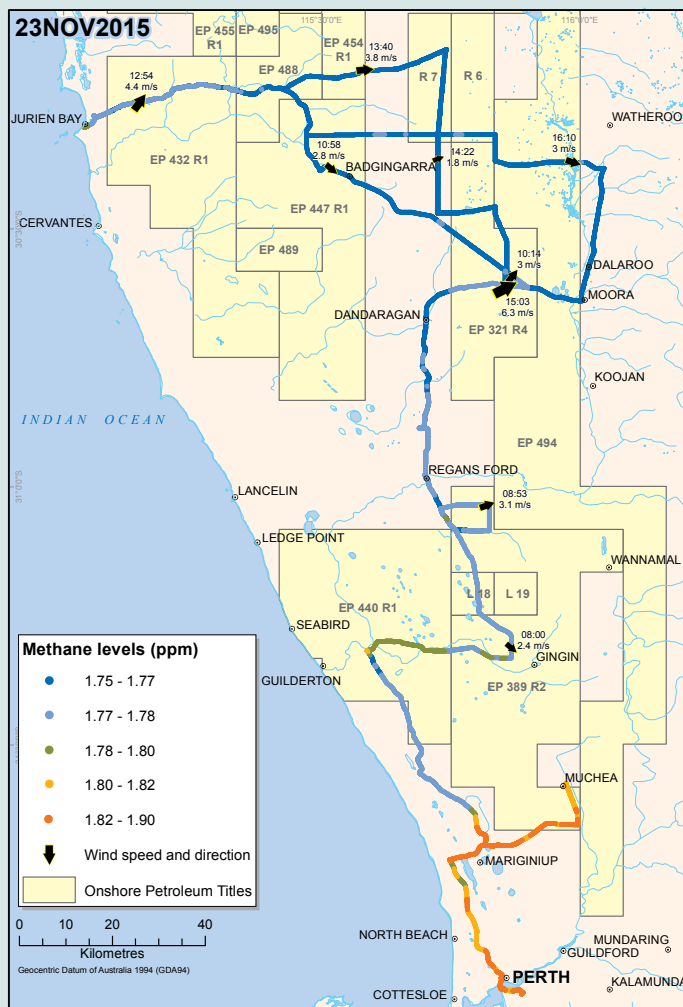 23NOV2015
115°30'0"E
116°0'0"E
EP 455
R1
EP 495
EP 454
R1
13:40
3.8 m/s
EP 488
R 7
R 6
12:54
4.4 m/s
JURIEN BAY
WATHEROO
16:10
3 m/s
10:58
2.8 m/s
14:22
1.8 m/s
EP 432 R1
BADGINGARRA
EP 447 R1
CERVANTES
30°30'0"S
EP 489
10:14
3 m/s
DALAROO
MOORA
15:03
6.3 m/s
DANDARAGAN
EP 321 R4
KOOJAN
INDIAN OCEAN
EP 494
REGANS FORD
31°0'0"S
LANCELIN
08:53
3.1 m/s
LEDGE POINT
WANNAMAL
L 18
L 19
EP 440 R1
SEABIRD
08:00
2.4 m/s
GINGIN
GUILDERTON
EP 389 R2
MUCHEA
MARIGINIUP
NORTH BEACH
MUNDARING
GUILDFORD
PERTH
KALAMUNDA
COTTESLOE
Methane levels (ppm)
1.75 - 1.77
1.77 - 1.78
1.78 - 1.80
1.80 - 1.82
1.82 - 1.90
Wind speed and direction
Onshore Petroleum Titles
0 10 20 40
Kilometres
Geocentric Datum of Australia 1994 (GDA94)